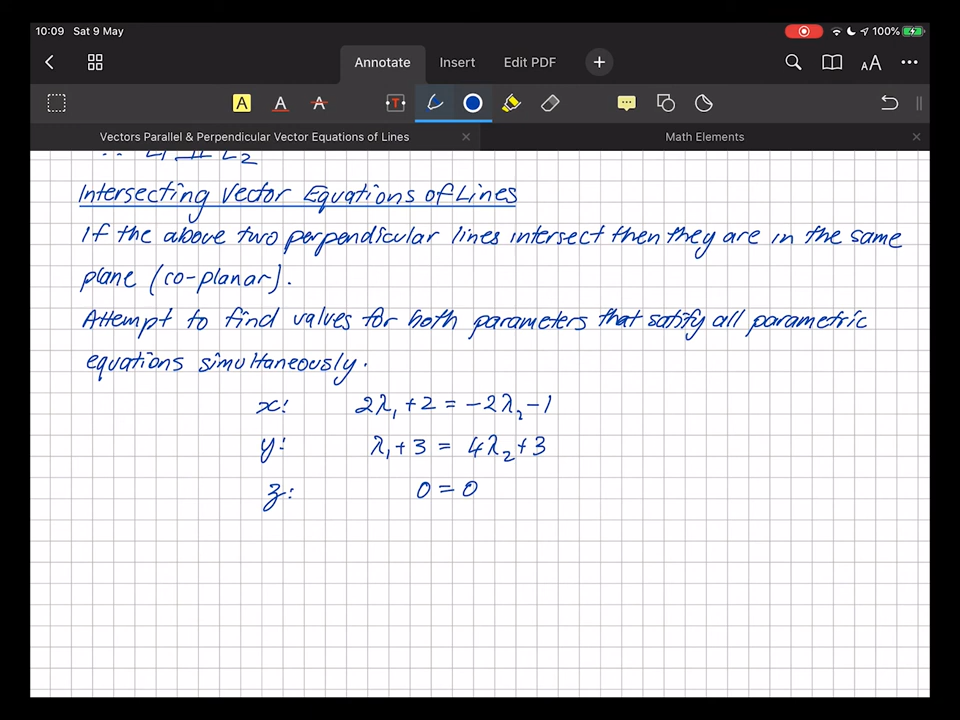 10:09 Sat 9 May
100%
Annotate Insert Edit PDF
Vectors Parallel & Perpendicular Vector Equations of Lines
Math Elements
Intersecting Vector Equations of Lines
If the above two perpendicular lines intersect then they are in the same
plane (co-planar).
Attempt to find values for both parameters that satify all parametric
equations simultaneously.
x: 2λ₁ + 2 = -2λ₂ - 1
y: λ₁ + 3 = 4λ₂ + 3
z: 0 = 0